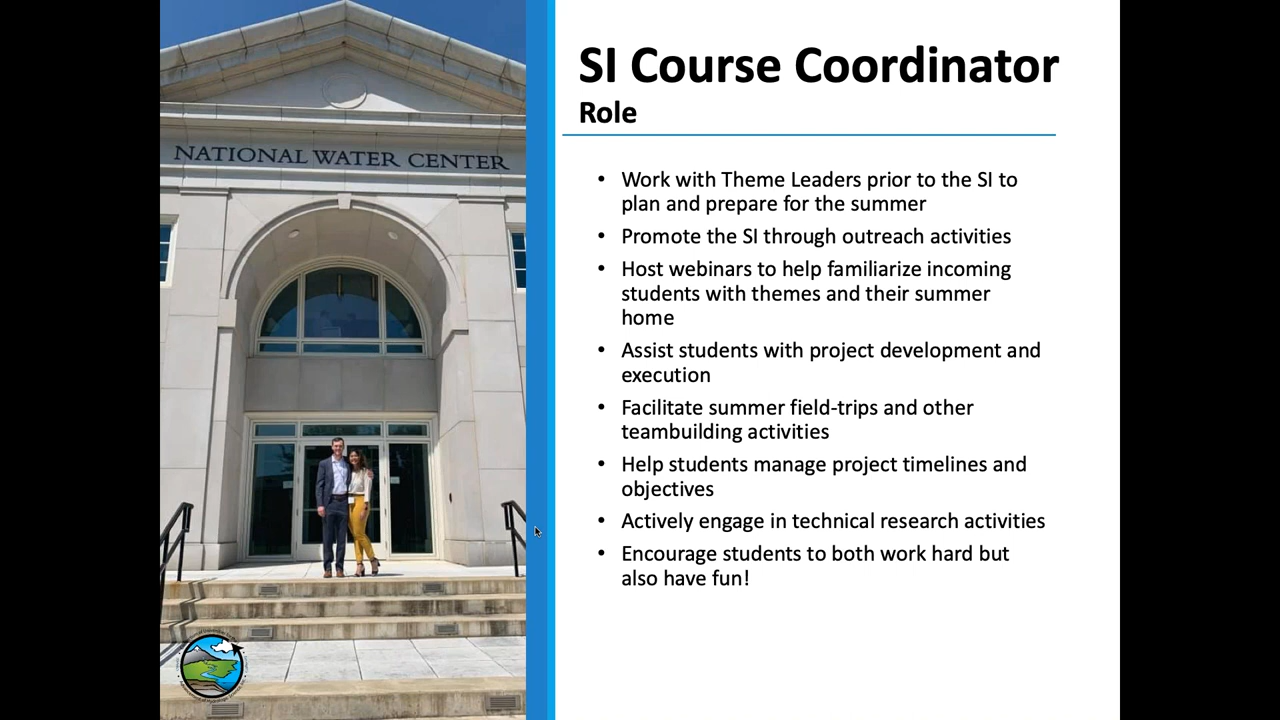 NATIONAL WATER CENTER
SI Course Coordinator
Role
• Work with Theme Leaders prior to the SI to
plan and prepare for the summer
• Promote the SI through outreach activities
• Host webinars to help familiarize incoming
students with themes and their summer
home
• Assist students with project development and
execution
• Facilitate summer field-trips and other
teambuilding activities
• Help students manage project timelines and
objectives
• Actively engage in technical research activities
• Encourage students to both work hard but
also have fun!